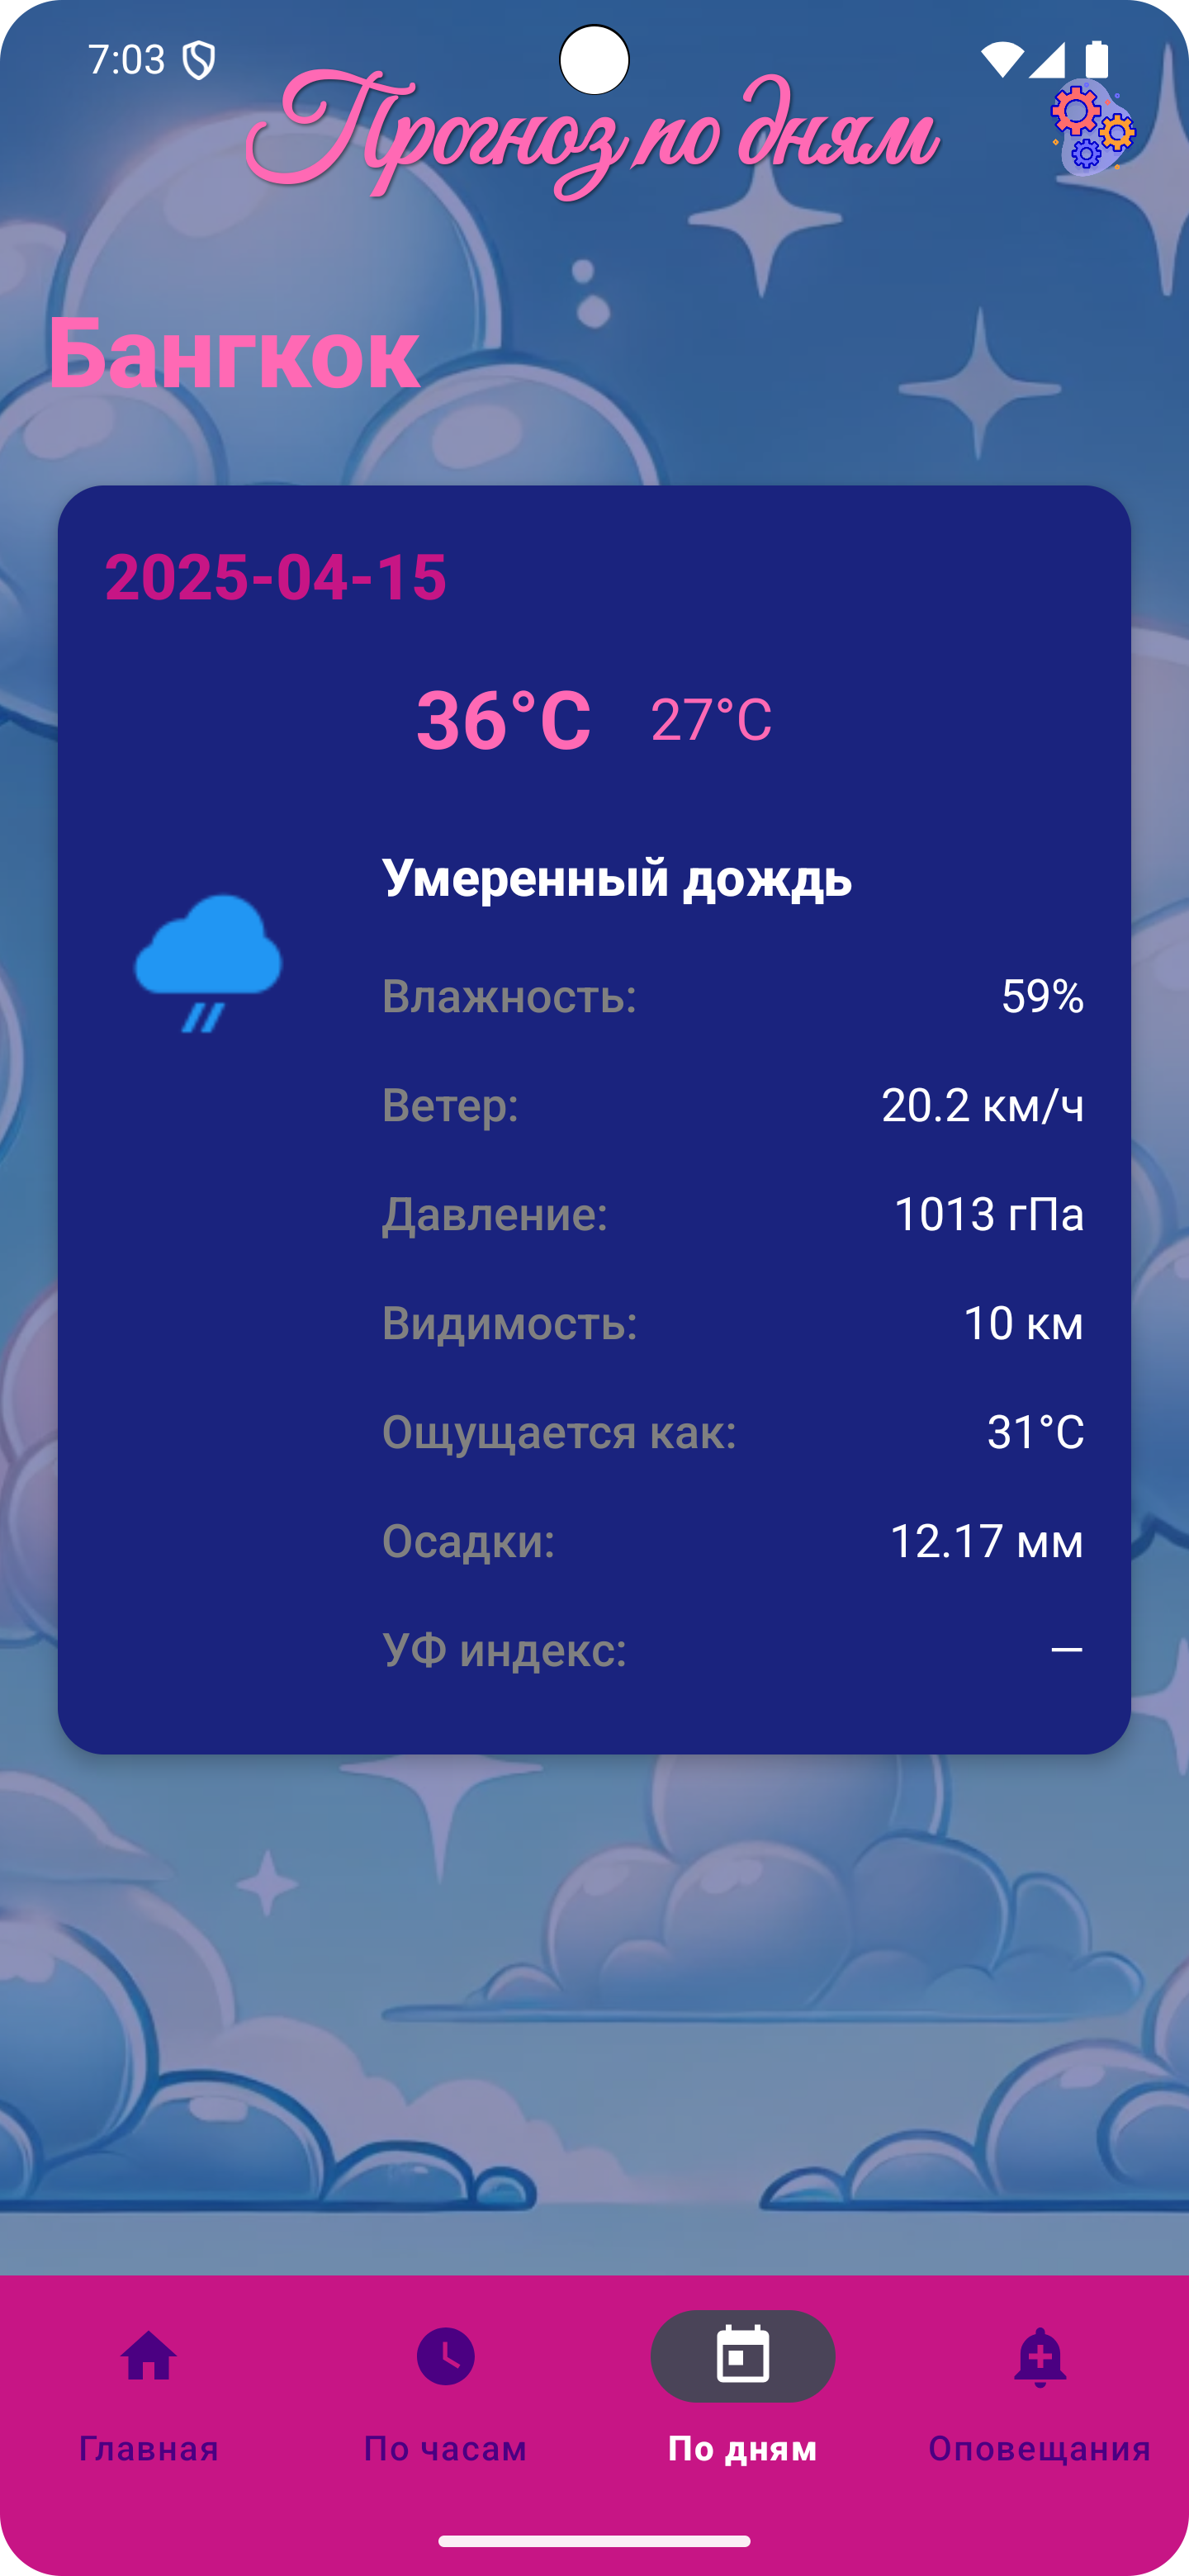 7:03
Прогноз по дням
Бангкок
2025-04-15
36°C 27°C
Умеренный дождь
Влажность: 59%
Ветер: 20.2 км/ч
Давление: 1013 гПа
Видимость: 10 км
Ощущается как: 31°C
Осадки: 12.17 мм
УФ индекс: —
Главная По часам По дням Оповещания